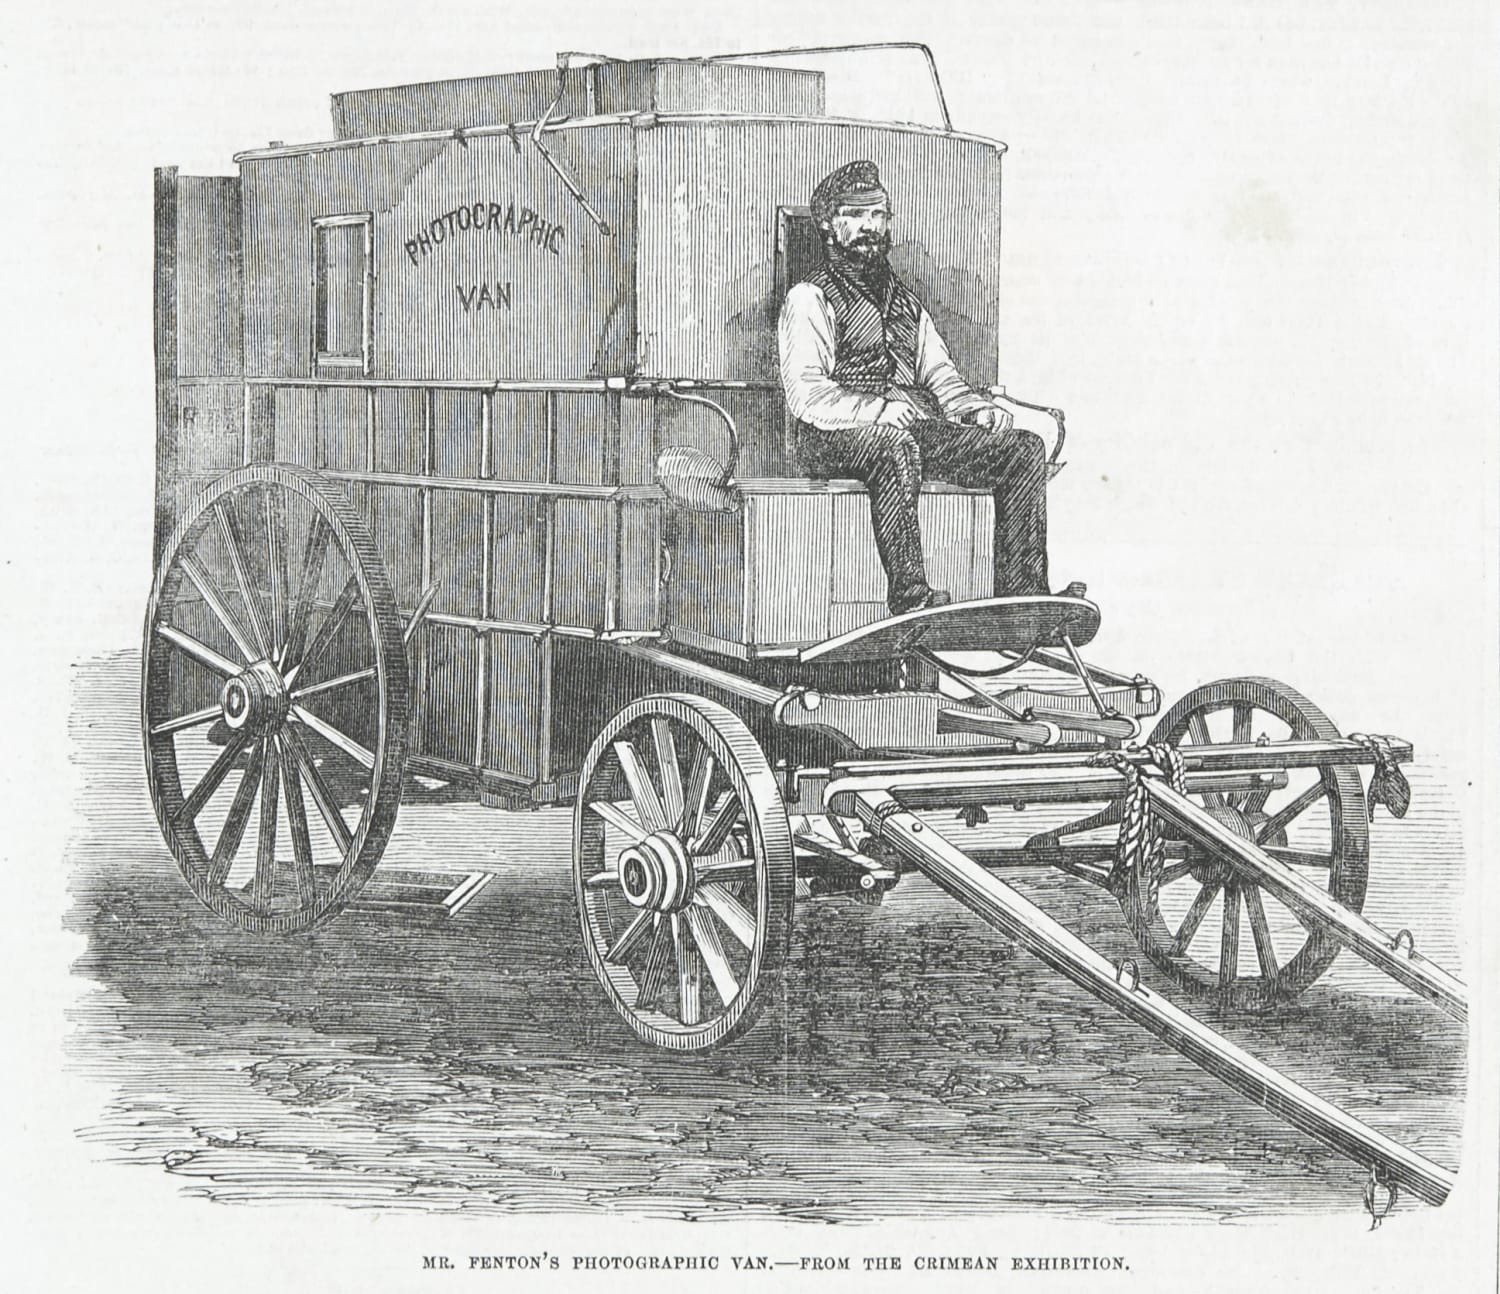 PHOTOGRAPHIC
VAN
MR. FENTON'S PHOTOGRAPHIC VAN.—FROM THE CRIMEAN EXHIBITION.